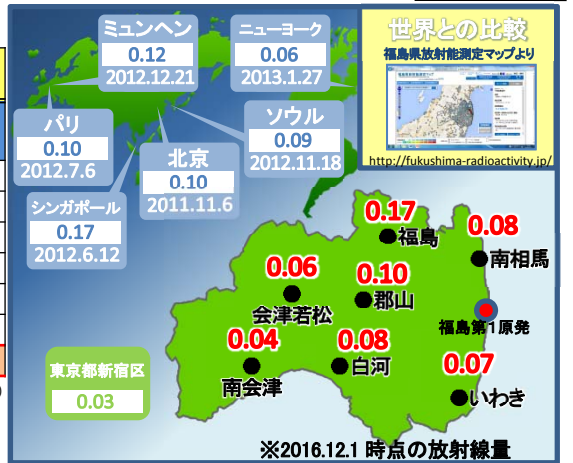 世界との比較
福島県放射能測定マップより
http://fukushima-radioactivity.jp/
ミュンヘン
0.12
2012.12.21
ニューヨーク
0.06
2013.1.27
パリ
0.10
2012.7.6
北京
0.10
2011.11.6
ソウル
0.09
2012.11.18
シンガポール
0.17
2012.6.12
0.17
福島
0.08
南相馬
0.06
会津若松
0.10
郡山
福島第1原発
0.04
南会津
0.08
白河
0.07
いわき
東京都新宿区
0.03
※2016.12.1 時点の放射線量